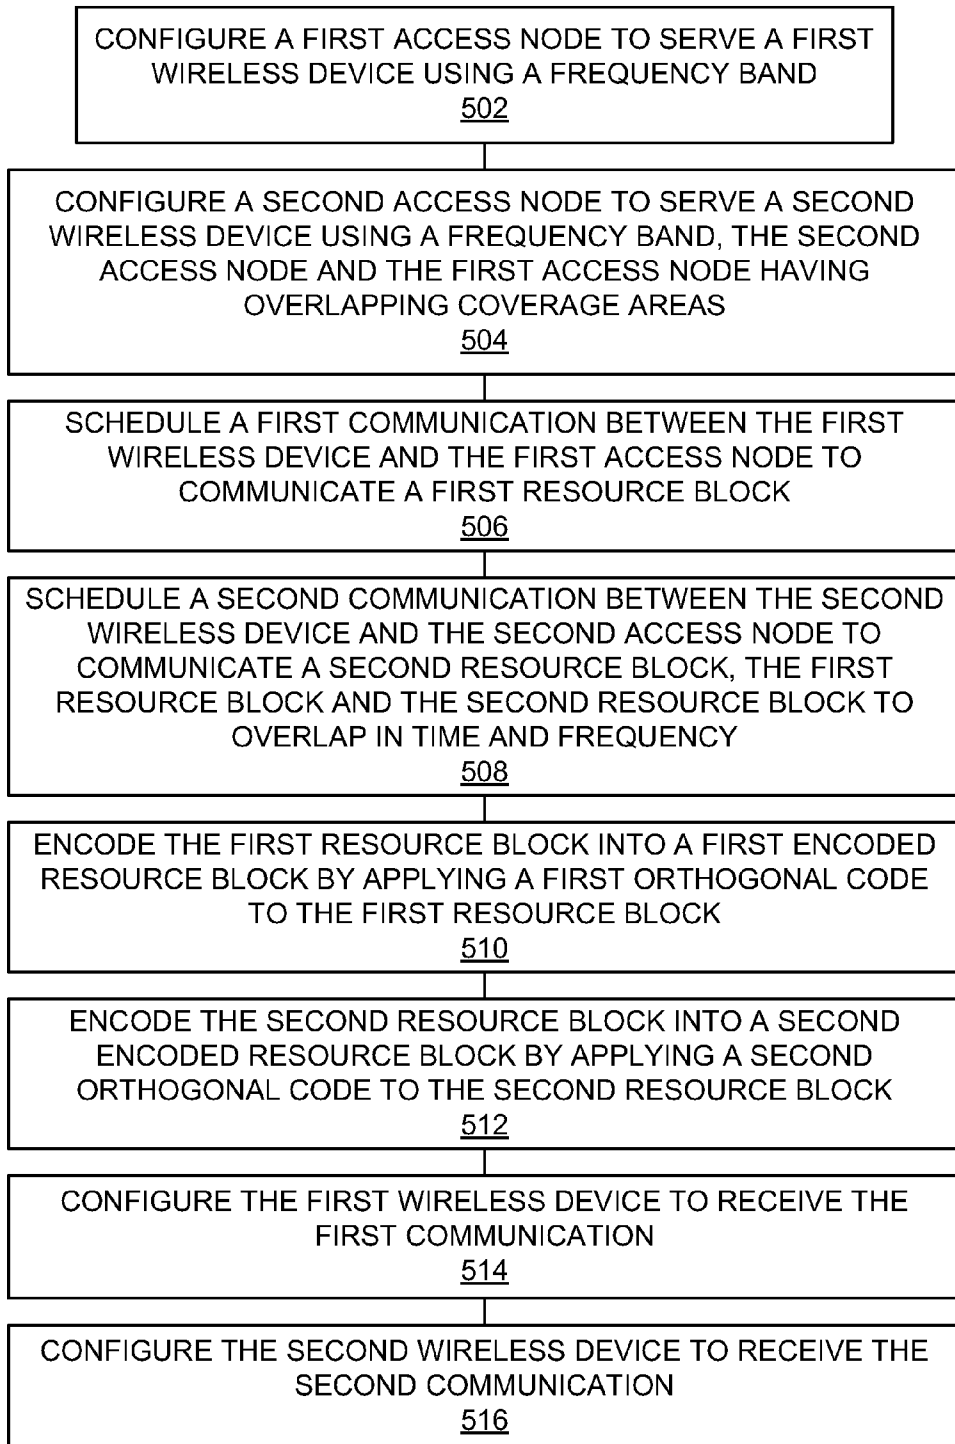 CONFIGURE A FIRST ACCESS NODE TO SERVE A FIRST
WIRELESS DEVICE USING A FREQUENCY BAND
502
CONFIGURE A SECOND ACCESS NODE TO SERVE A SECOND
WIRELESS DEVICE USING A FREQUENCY BAND, THE SECOND
ACCESS NODE AND THE FIRST ACCESS NODE HAVING
OVERLAPPING COVERAGE AREAS
504
SCHEDULE A FIRST COMMUNICATION BETWEEN THE FIRST
WIRELESS DEVICE AND THE FIRST ACCESS NODE TO
COMMUNICATE A FIRST RESOURCE BLOCK
506
SCHEDULE A SECOND COMMUNICATION BETWEEN THE SECOND
WIRELESS DEVICE AND THE SECOND ACCESS NODE TO
COMMUNICATE A SECOND RESOURCE BLOCK, THE FIRST
RESOURCE BLOCK AND THE SECOND RESOURCE BLOCK TO
OVERLAP IN TIME AND FREQUENCY
508
ENCODE THE FIRST RESOURCE BLOCK INTO A FIRST ENCODED
RESOURCE BLOCK BY APPLYING A FIRST ORTHOGONAL CODE
TO THE FIRST RESOURCE BLOCK
510
ENCODE THE SECOND RESOURCE BLOCK INTO A SECOND
ENCODED RESOURCE BLOCK BY APPLYING A SECOND
ORTHOGONAL CODE TO THE SECOND RESOURCE BLOCK
512
CONFIGURE THE FIRST WIRELESS DEVICE TO RECEIVE THE
FIRST COMMUNICATION
514
CONFIGURE THE SECOND WIRELESS DEVICE TO RECEIVE THE
SECOND COMMUNICATION
516